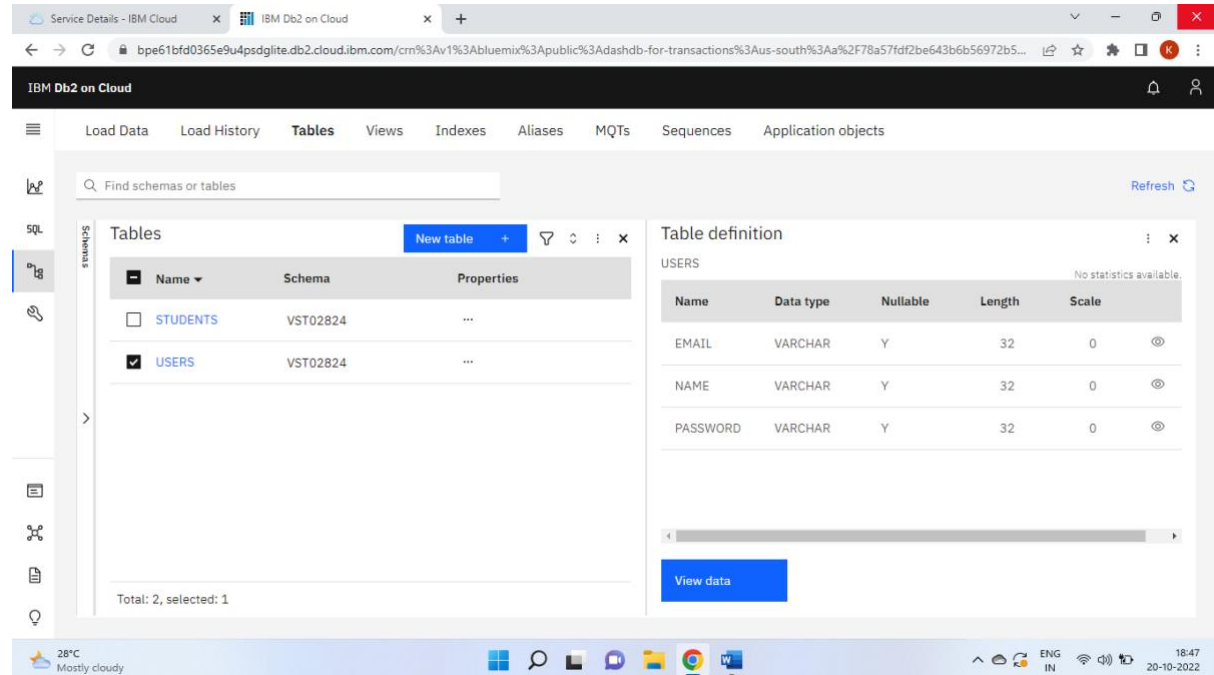 Service Details - IBM Cloud
IBM Db2 on Cloud
bpe61bfd0365e9u4psdglite.db2.cloud.ibm.com/crn%3Av1%3Abluemix%3Apublic%3Adashdb-for-transactions%3Aus-south%3Aa%2F78a57fdf2be643b6b56972b5...
K
IBM Db2 on Cloud
Load Data Load History Tables Views Indexes Aliases MQTs Sequences Application objects
Find schemas or tables
Refresh
SQL
Schemas
Tables
New table +
Name Schema Properties
STUDENTS VST02824 ...
USERS VST02824 ...
Total: 2, selected: 1
Table definition
USERS
No statistics available.
Name Data type Nullable Length Scale
EMAIL VARCHAR Y 32 0
NAME VARCHAR Y 32 0
PASSWORD VARCHAR Y 32 0
View data
28°C
Mostly cloudy
ENG
IN
18:47
20-10-2022